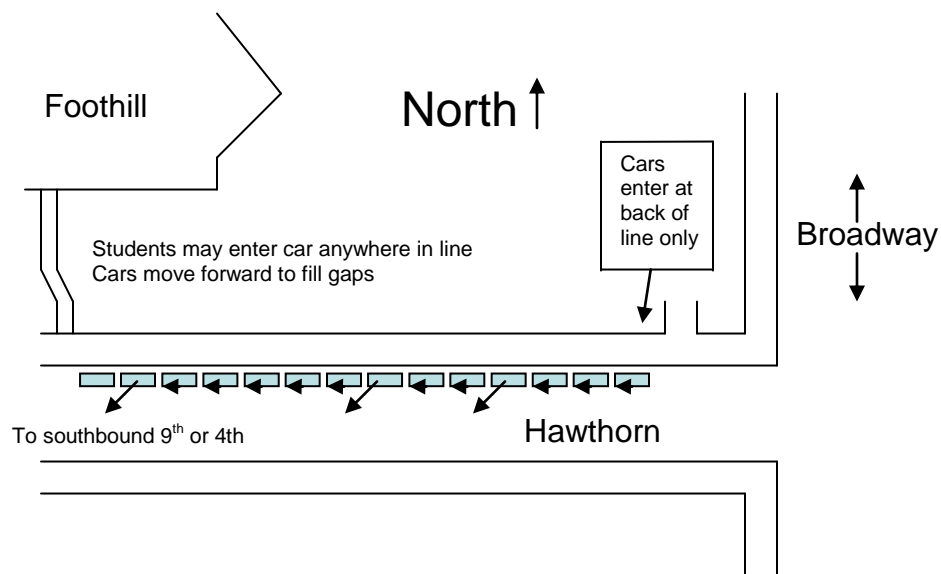 Foothill
North
Cars
enter at
back of
line only
Broadway
Students may enter car anywhere in line
Cars move forward to fill gaps
To southbound 9th or 4th
Hawthorn